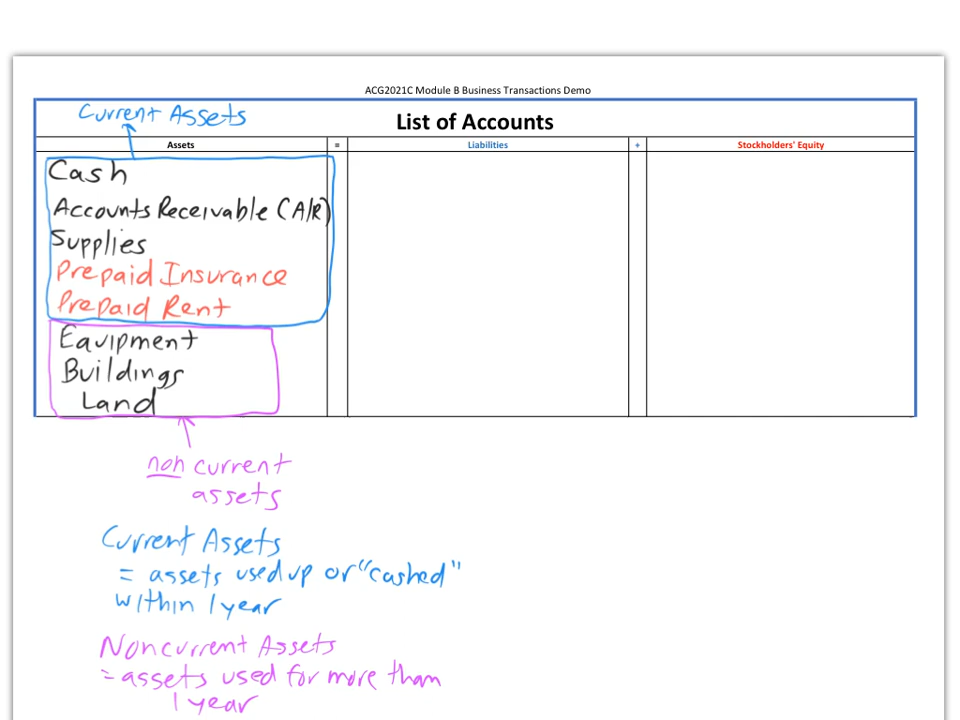 ACG2021C Module B Business Transactions Demo
Current Assets
List of Accounts
Assets = Liabilities + Stockholders' Equity
Cash
Accounts Receivable (A/R)
Supplies
Prepaid Insurance
Prepaid Rent
Equipment
Buildings
Land
non current
assets
Current Assets
= assets used up or "cashed"
within 1 year
Noncurrent Assets
= assets used for more than
1 year